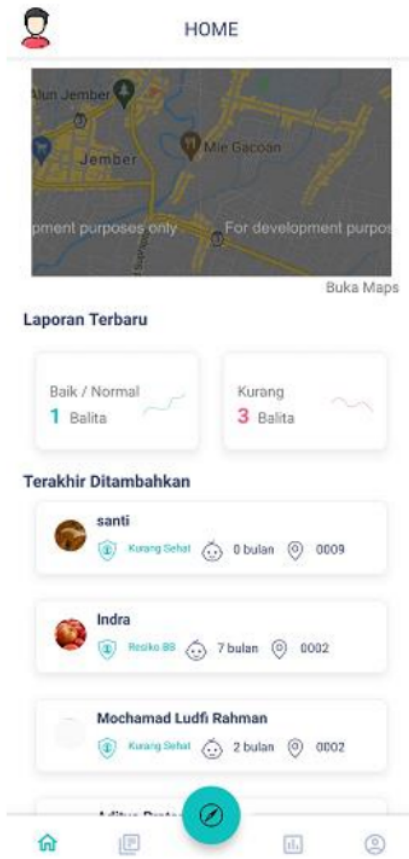 HOME
Alun Jember
Jember
Mie Gacoan
pment purposes only
For development purpos
Buka Maps
Laporan Terbaru
Baik / Normal
1 Balita
Kurang
3 Balita
Terakhir Ditambahkan
santi
Kurang Sehat 0 bulan 0009
Indra
Resiko BB 7 bulan 0002
Mochamad Ludfi Rahman
Kurang Sehat 2 bulan 0002